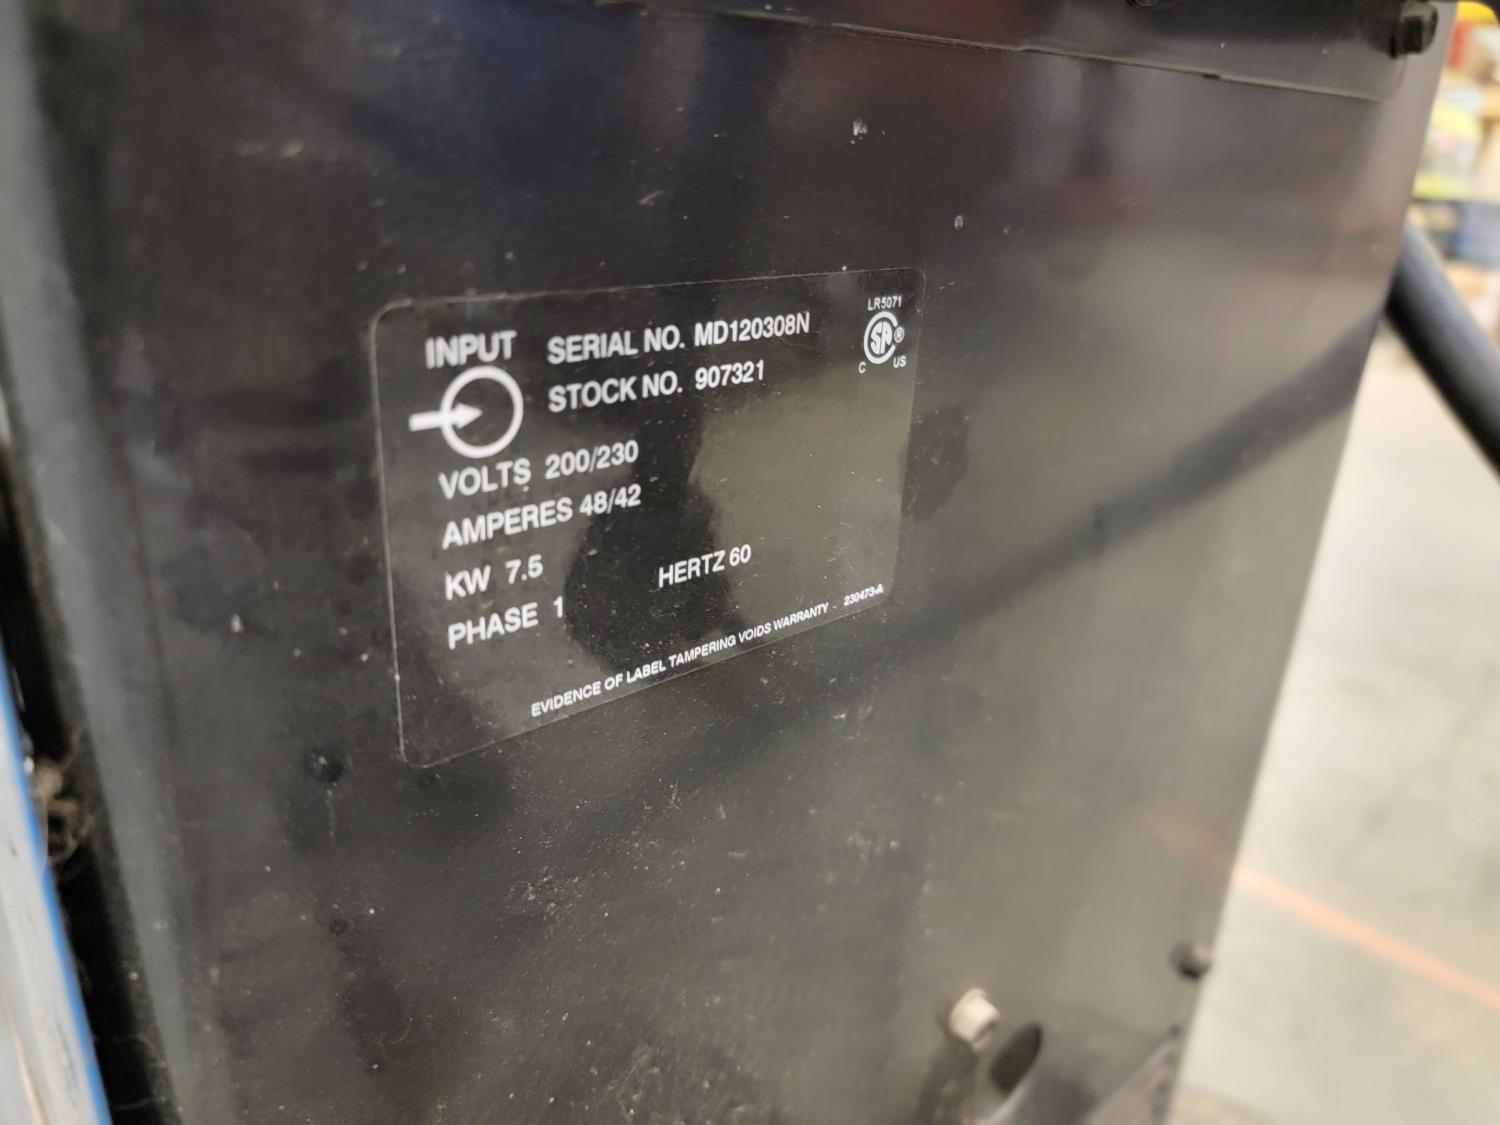 INPUT
SERIAL NO. MD120308N
STOCK NO. 907321
LR5071
SA ®
C US
VOLTS 200/230
AMPERES 48/42
KW 7.5
HERTZ 60
PHASE 1
EVIDENCE OF LABEL TAMPERING VOIDS WARRANTY 230473-A